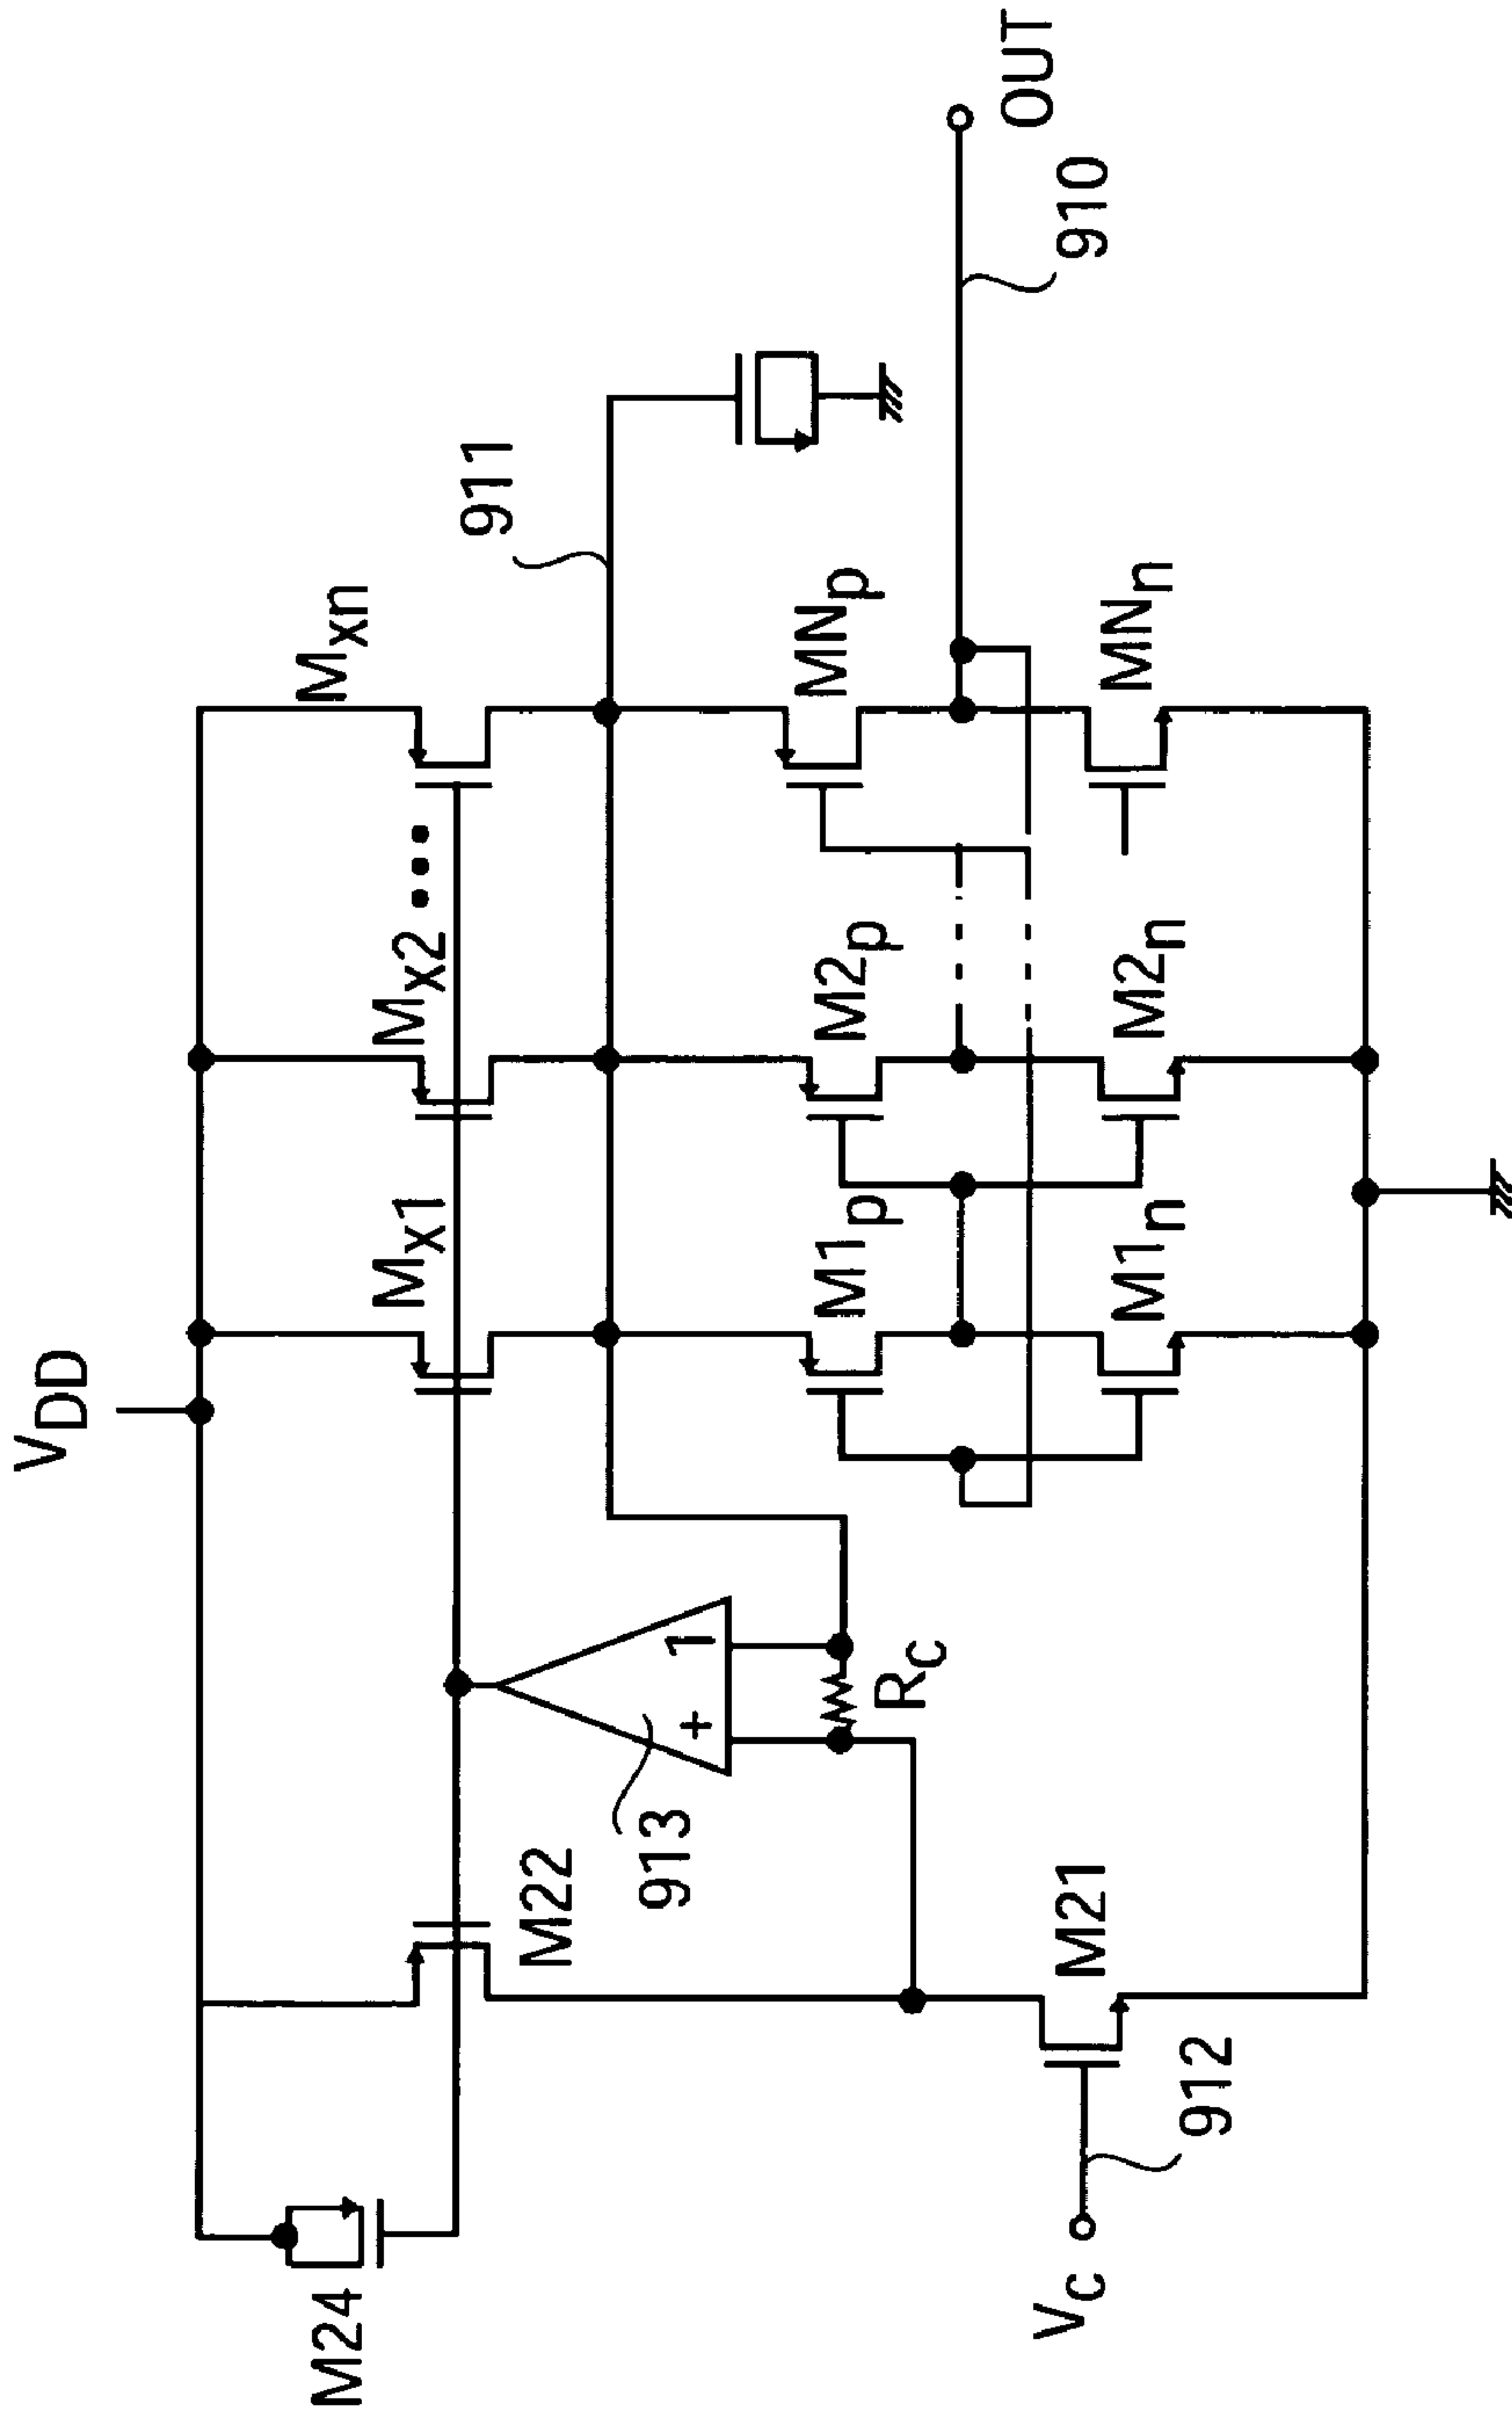 VDD
M24
Mx1
Mx2
Mxn
M22
911
913
+
1
Rc
M1p
M2p
MNp
910
OUT
Vc
912
M21
M1n
M2n
MNn